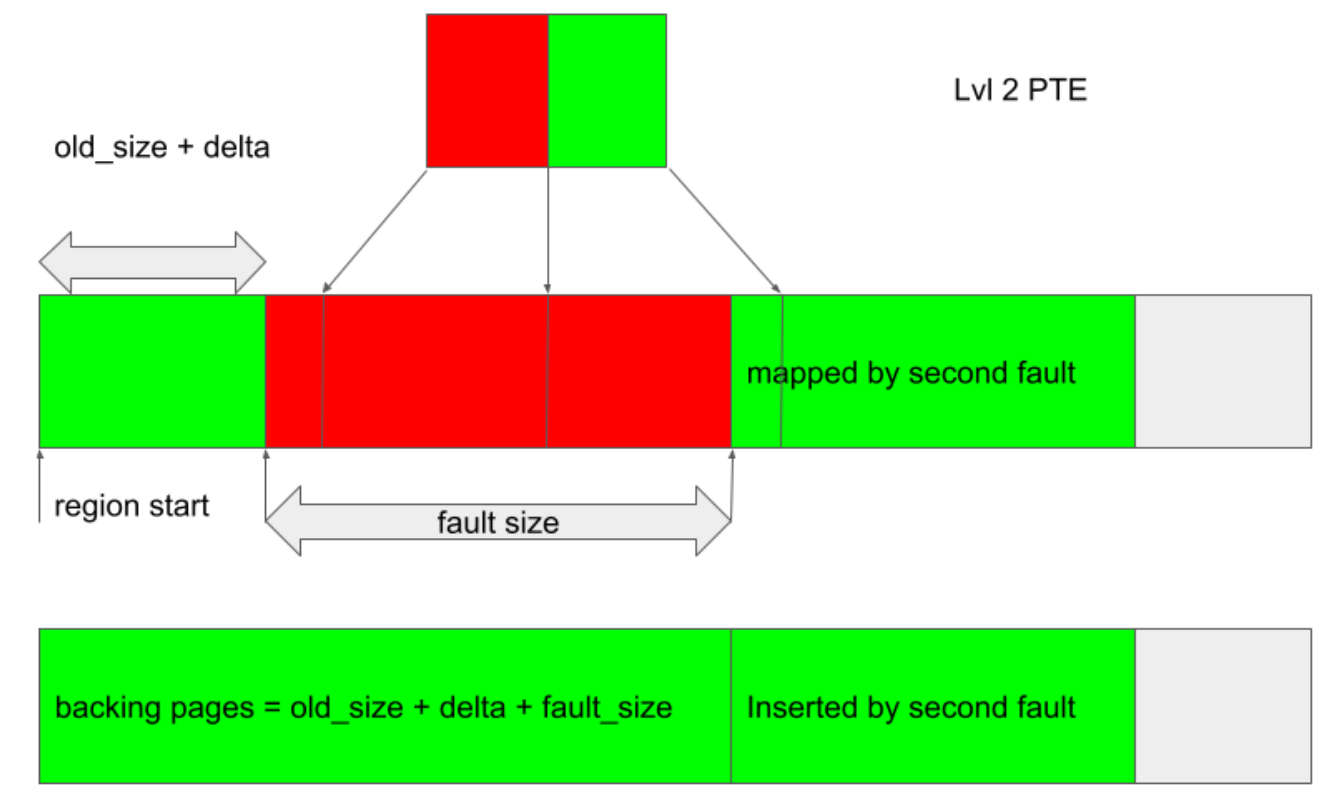 Lvl 2 PTE
old_size + delta
mapped by second fault
region start
fault size
backing pages = old_size + delta + fault_size
Inserted by second fault